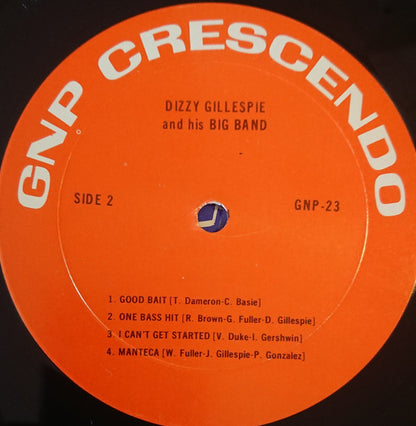 GNP CRESCENDO
DIZZY GILLESPIE
and his BIG BAND
SIDE 2
GNP-23
1. GOOD BAIT [T. Dameron-C. Basie]
2. ONE BASS HIT [R. Brown-G. Fuller-D. Gillespie]
3. I CAN'T GET STARTED [V. Duke-I. Gershwin]
4. MANTECA [W. Fuller-J. Gillespie-P. Gonzalez]